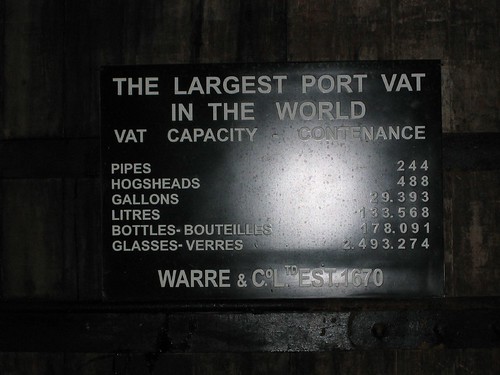 THE LARGEST PORT VAT
IN THE WORLD
VAT CAPACITY - CONTENANCE
PIPES 244
HOGSHEADS 488
GALLONS 29.393
LITRES 133.568
BOTTLES-BOUTEILLES 178.091
GLASSES-VERRES 2.493.274
WARRE & Cº LTD EST.1670